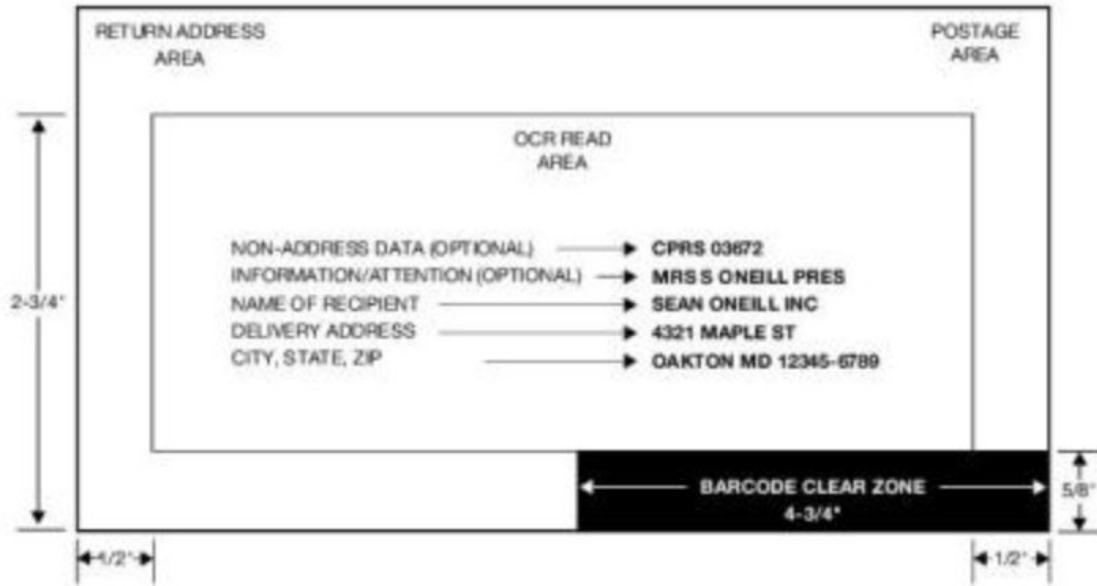 RETURN ADDRESS
AREA
POSTAGE
AREA
OCR READ
AREA
NON-ADDRESS DATA (OPTIONAL) CPRS 03672
INFORMATION/ATTENTION (OPTIONAL) MRS S ONEILL PRES
NAME OF RECIPIENT SEAN ONEILL INC
DELIVERY ADDRESS 4321 MAPLE ST
CITY, STATE, ZIP OAKTON MD 12345-6789
2-3/4"
BARCODE CLEAR ZONE
4-3/4"
5/8"
1/2"
1/2"